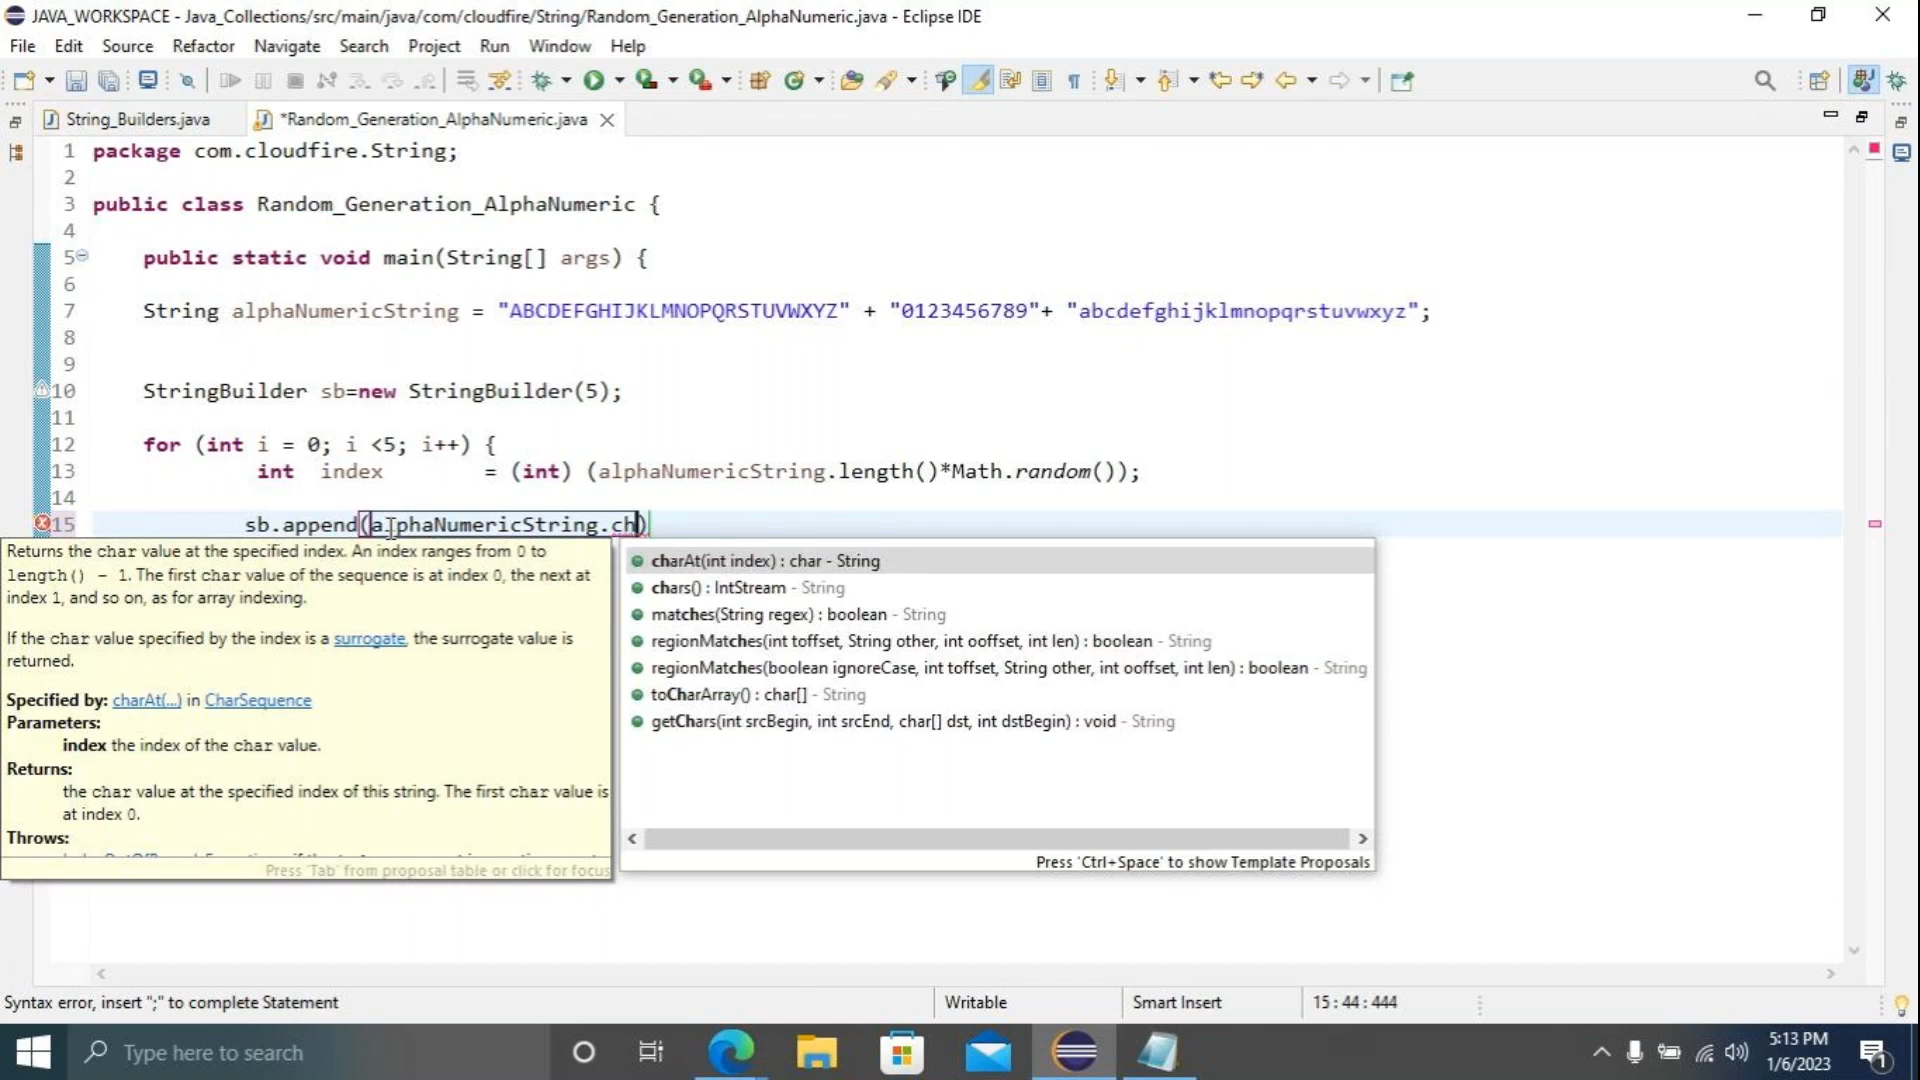 JAVA_WORKSPACE - Java_Collections/src/main/java/com/cloudfire/String/Random_Generation_AlphaNumeric.java - Eclipse IDE
File Edit Source Refactor Navigate Search Project Run Window Help
String_Builders.java *Random_Generation_AlphaNumeric.java
1 package com.cloudfire.String;
2
3 public class Random_Generation_AlphaNumeric {
4
5 public static void main(String[] args) {
6
7 String alphaNumericString = "ABCDEFGHIJKLMNOPQRSTUVWXYZ" + "0123456789"+ "abcdefghijklmnopqrstuvwxyz";
8
9
10 StringBuilder sb=new StringBuilder(5);
11
12 for (int i = 0; i <5; i++) {
13 int index = (int) (alphaNumericString.length()*Math.random());
14
15 sb.append(alphaNumericString.ch)
Returns the char value at the specified index. An index ranges from 0 to
length() - 1. The first char value of the sequence is at index 0, the next at
index 1, and so on, as for array indexing.
If the char value specified by the index is a surrogate, the surrogate value is
returned.
Specified by: charAt(...) in CharSequence
Parameters:
index the index of the char value.
Returns:
the char value at the specified index of this string. The first char value is
at index 0.
Throws:
Press 'Tab' from proposal table or click for focus
charAt(int index) : char - String
chars() : IntStream - String
matches(String regex) : boolean - String
regionMatches(int toffset, String other, int ooffset, int len) : boolean - String
regionMatches(boolean ignoreCase, int toffset, String other, int ooffset, int len) : boolean - String
toCharArray() : char[] - String
getChars(int srcBegin, int srcEnd, char[] dst, int dstBegin) : void - String
Press 'Ctrl+Space' to show Template Proposals
Syntax error, insert ";" to complete Statement Writable Smart Insert 15 : 44 : 444
Type here to search
5:13 PM
1/6/2023
1